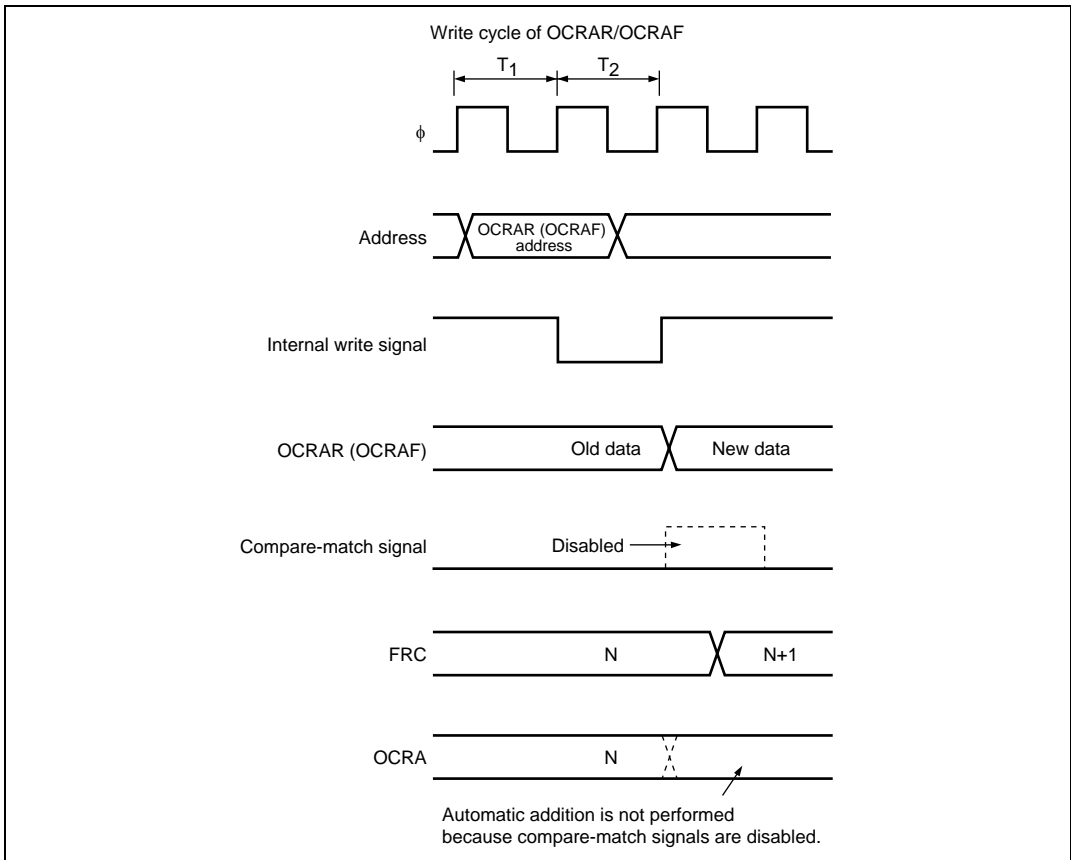 Write cycle of OCRAR/OCRAF
T1 T2
ϕ
Address
OCRAR (OCRAF)
address
Internal write signal
OCRAR (OCRAF) Old data New data
Compare-match signal Disabled
FRC N N+1
OCRA N
Automatic addition is not performed
because compare-match signals are disabled.